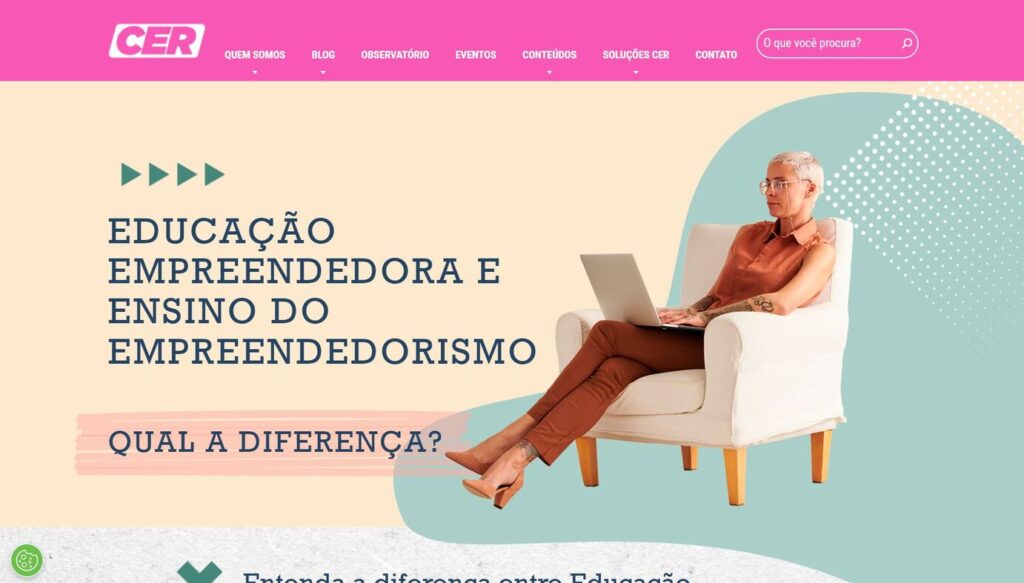 CER
QUEM SOMOS BLOG OBSERVATÓRIO EVENTOS CONTEÚDOS SOLUÇÕES CER CONTATO
O que você procura?
EDUCAÇÃO
EMPREENDEDORA E
ENSINO DO
EMPREENDEDORISMO
QUAL A DIFERENÇA?
Entenda a diferença entre Educação